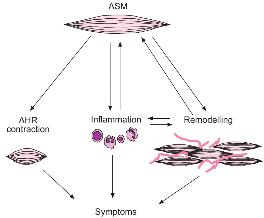 ASM
AHR
contraction
Inflammation
Remodelling
Symptoms